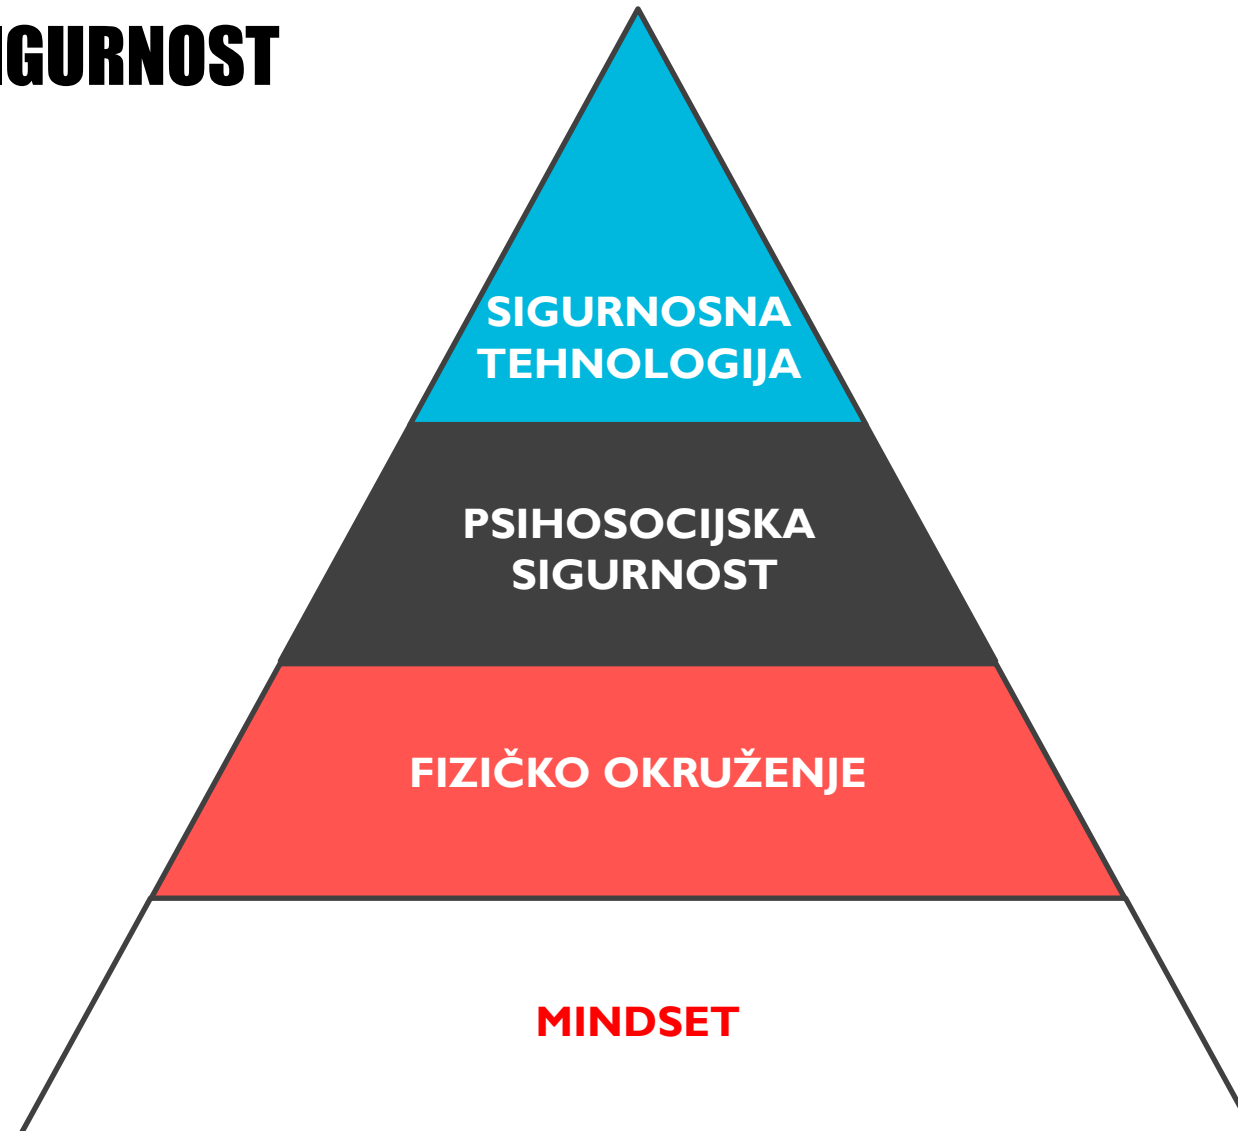 IGURNOST
SIGURNOSNA
TEHNOLOGIJA
PSIHOSOCIJSKA
SIGURNOST
FIZIČKO OKRUŽENJE
MINDSET